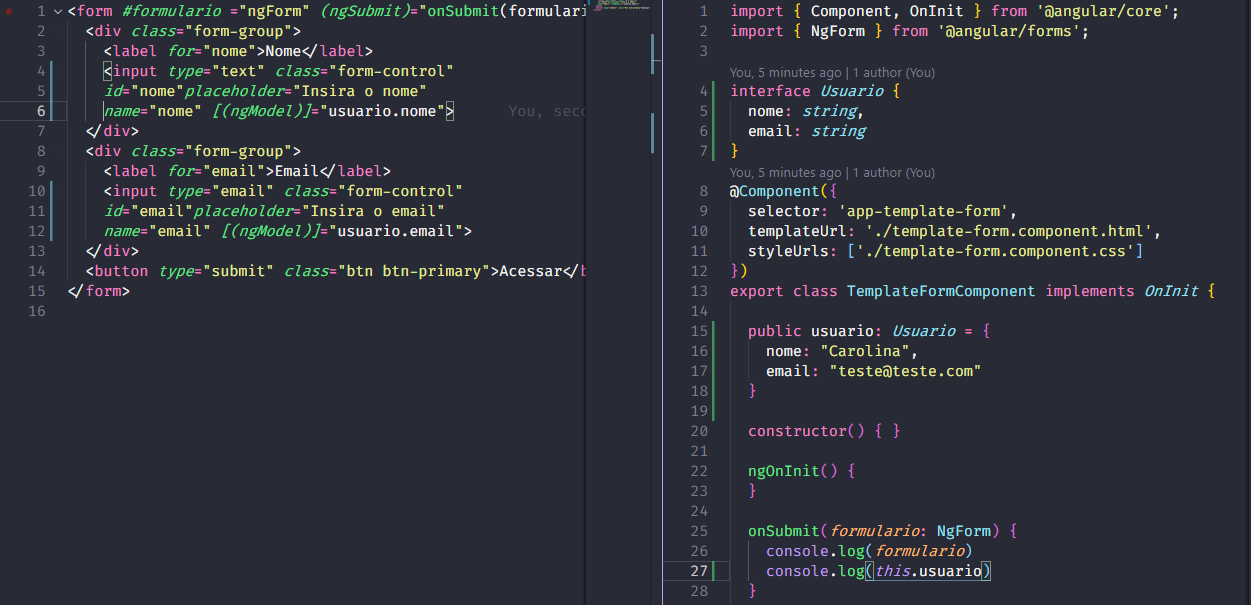 1 <form #formulario ="ngForm" (ngSubmit)="onSubmit(formulari
2 <div class="form-group">
3 <label for="nome">Nome</label>
4 <input type="text" class="form-control"
5 id="nome"placeholder="Insira o nome"
6 name="nome" [(ngModel)]="usuario.nome"> You, seco
7 </div>
8 <div class="form-group">
9 <label for="email">Email</label>
10 <input type="email" class="form-control"
11 id="email"placeholder="Insira o email"
12 name="email" [(ngModel)]="usuario.email">
13 </div>
14 <button type="submit" class="btn btn-primary">Acessar</b
15 </form>
16
1 import { Component, OnInit } from '@angular/core';
2 import { NgForm } from '@angular/forms';
3
You, 5 minutes ago | 1 author (You)
4 interface Usuario {
5 nome: string,
6 email: string
7 }
You, 5 minutes ago | 1 author (You)
8 @Component({
9 selector: 'app-template-form',
10 templateUrl: './template-form.component.html',
11 styleUrls: ['./template-form.component.css']
12 })
13 export class TemplateFormComponent implements OnInit {
14
15 public usuario: Usuario = {
16 nome: "Carolina",
17 email: "teste@teste.com"
18 }
19
20 constructor() { }
21
22 ngOnInit() {
23 }
24
25 onSubmit(formulario: NgForm) {
26 console.log(formulario)
27 console.log(this.usuario)
28 }